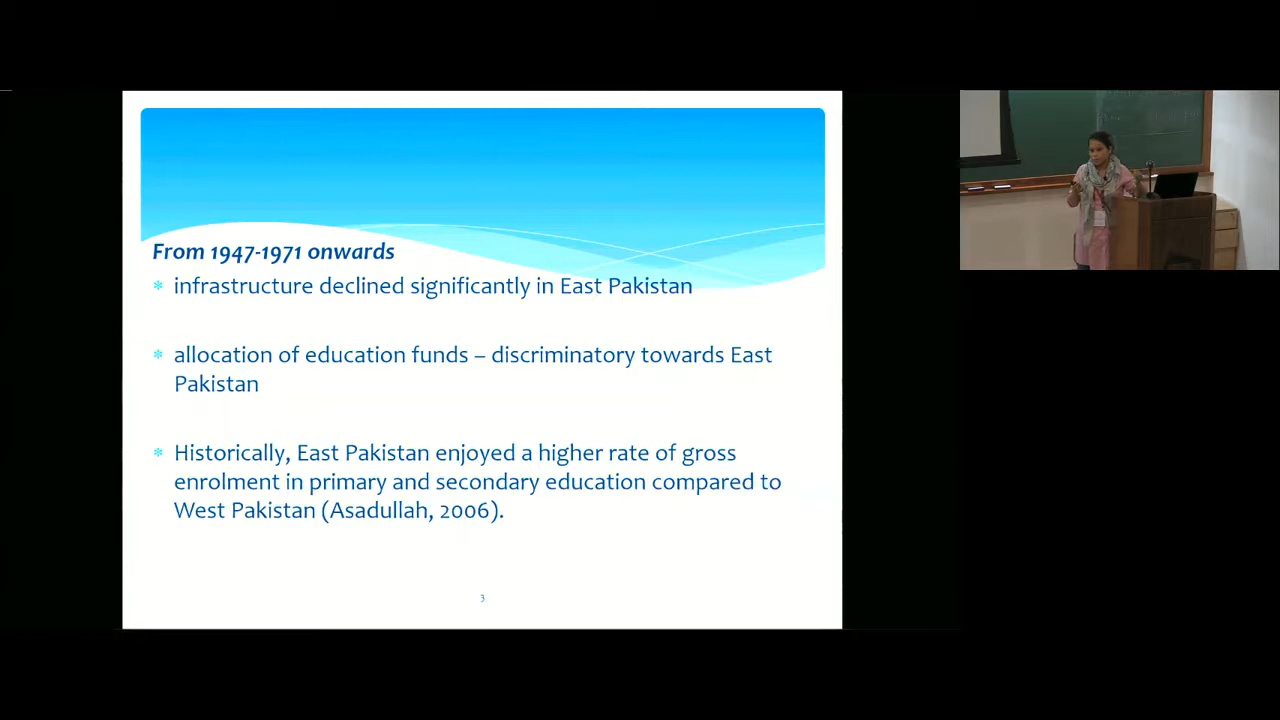 From 1947-1971 onwards
* infrastructure declined significantly in East Pakistan
* allocation of education funds – discriminatory towards East
Pakistan
* Historically, East Pakistan enjoyed a higher rate of gross
enrolment in primary and secondary education compared to
West Pakistan (Asadullah, 2006).
3